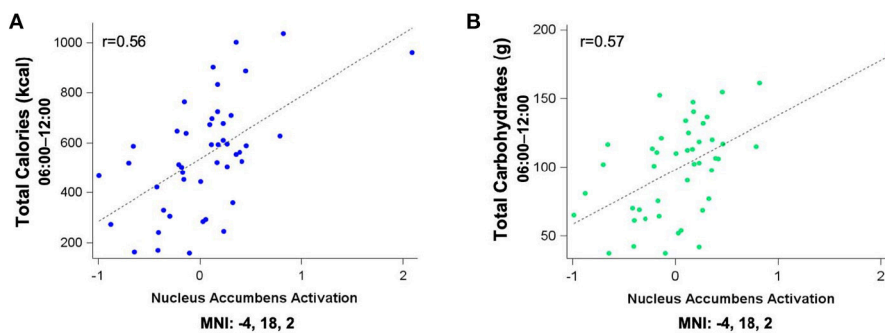 A
r=0.56
Total Calories (kcal)
06:00–12:00
1000
800
600
400
200
-1
0
1
2
Nucleus Accumbens Activation
MNI: -4, 18, 2
B
r=0.57
Total Carbohydrates (g)
06:00–12:00
200
150
100
50
-1
0
1
2
Nucleus Accumbens Activation
MNI: -4, 18, 2